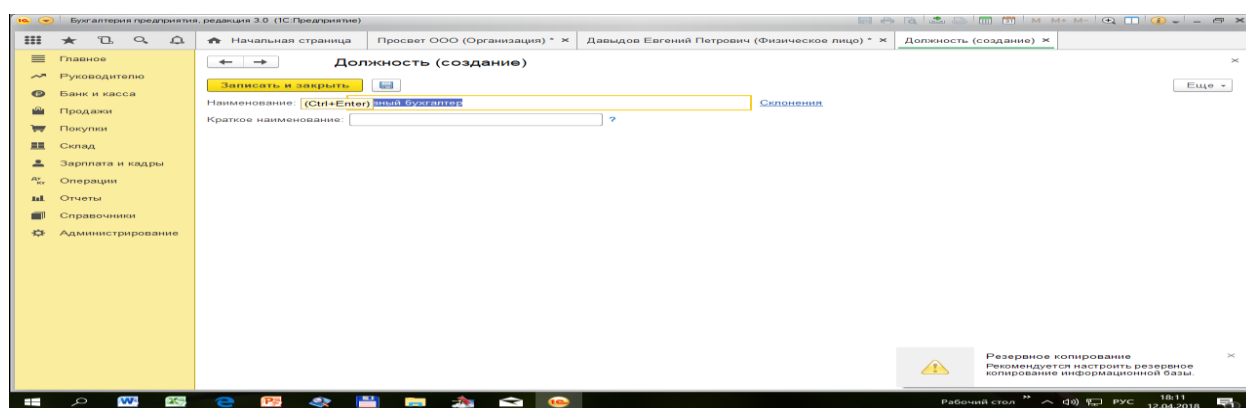 Бухгалтерия предприятия, редакция 3.0 (1С:Предприятие)
M M+ M-
Начальная страница
Просвет ООО (Организация) *
Давыдов Евгений Петрович (Физическое лицо) *
Должность (создание)
Главное
Руководителю
Банк и касса
Продажи
Покупки
Склад
Зарплата и кадры
Операции
Отчеты
Справочники
Администрирование
Должность (создание)
Записать и закрыть
Еще
Наименование: (Ctrl+Enter) вный бухгалтер
Склонения
Краткое наименование: ?
Резервное копирование
Рекомендуется настроить резервное
копирование информационной базы.
Рабочий стол
РУС
18:11
12.04.2018